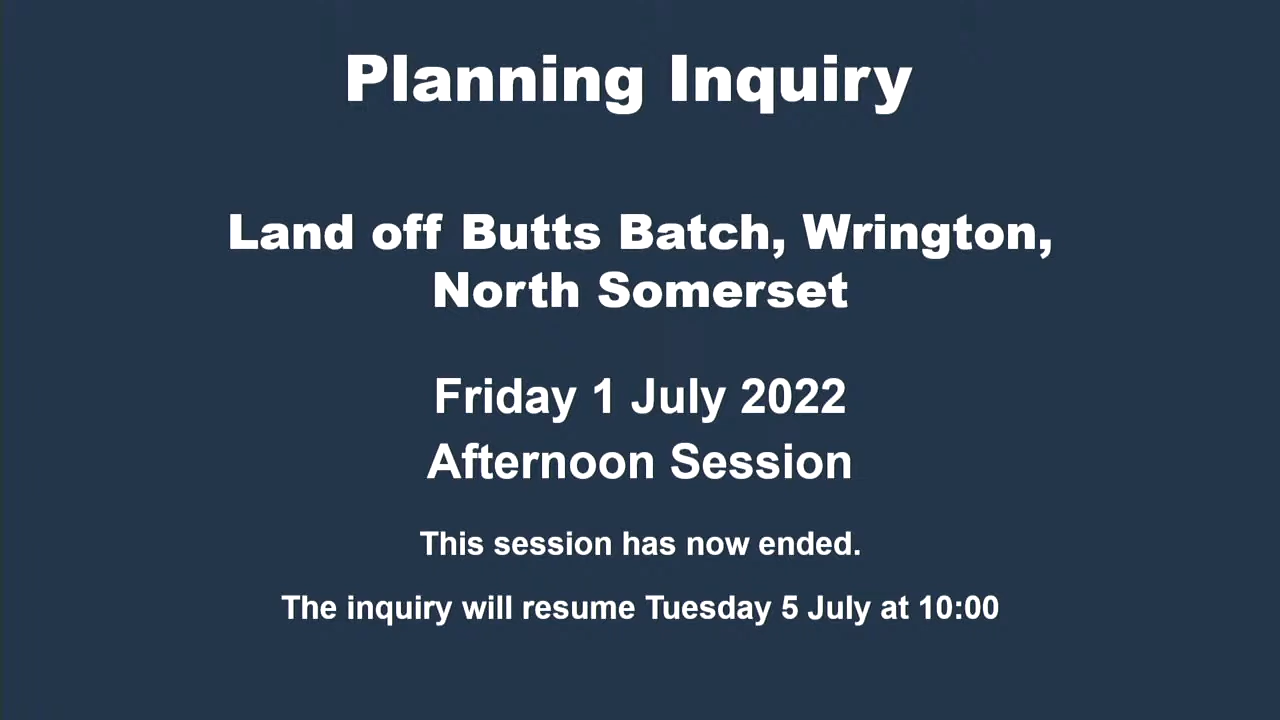 Planning Inquiry
Land off Butts Batch, Wrington,
North Somerset
Friday 1 July 2022
Afternoon Session
This session has now ended.
The inquiry will resume Tuesday 5 July at 10:00